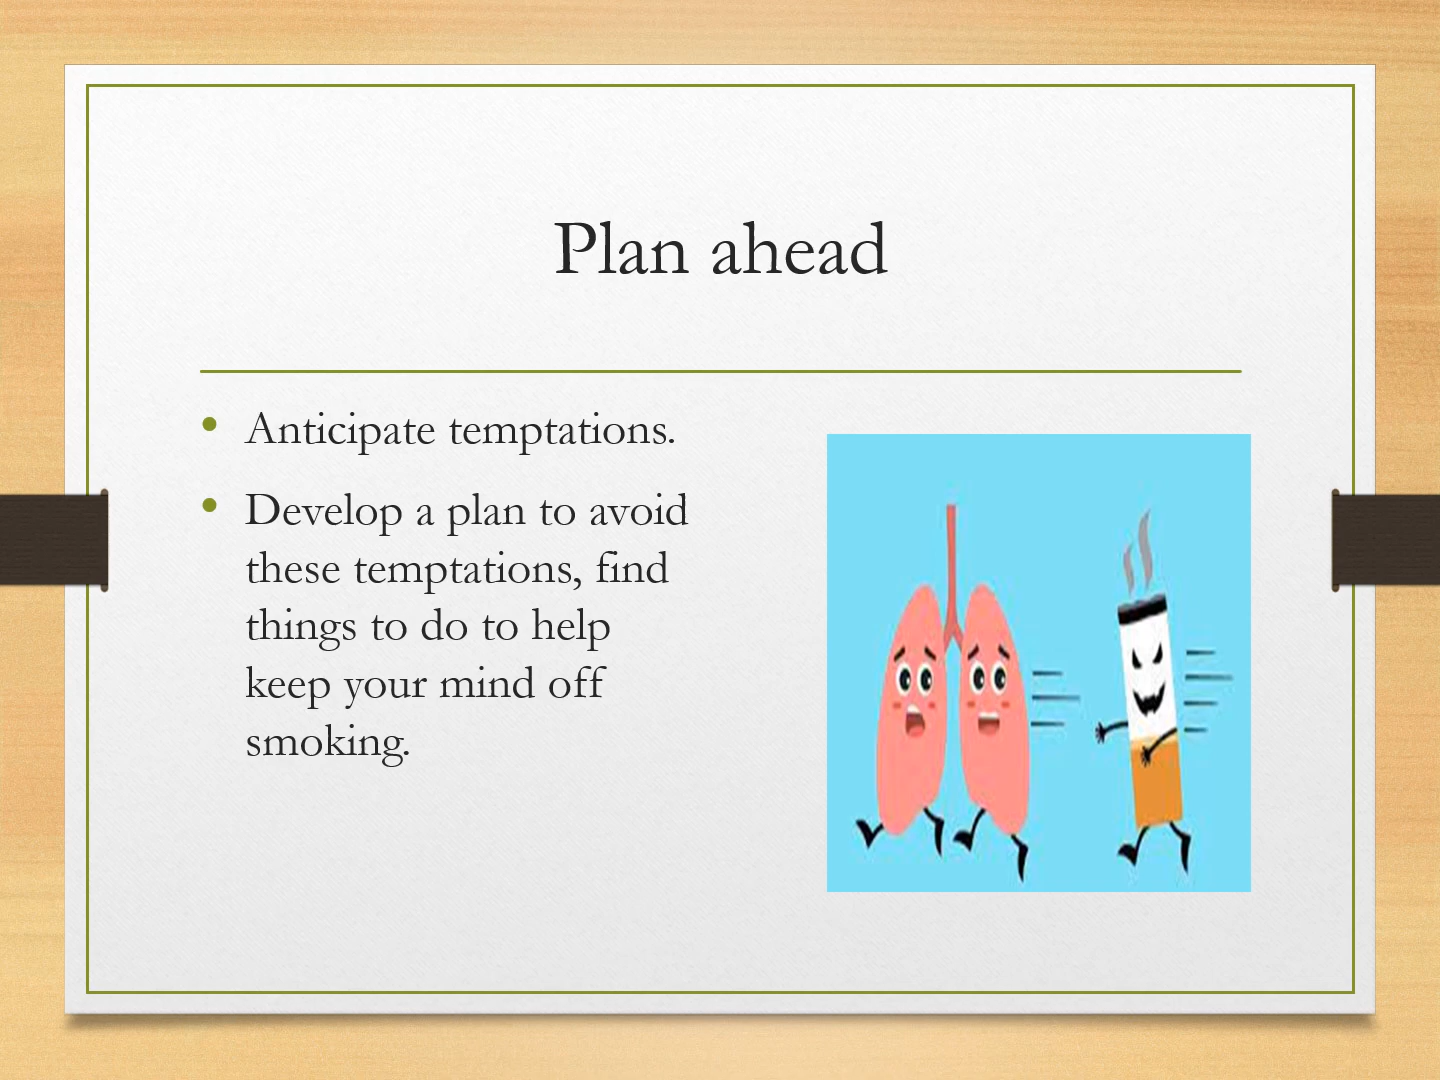 Plan ahead
• Anticipate temptations.
• Develop a plan to avoid
these temptations, find
things to do to help
keep your mind off
smoking.